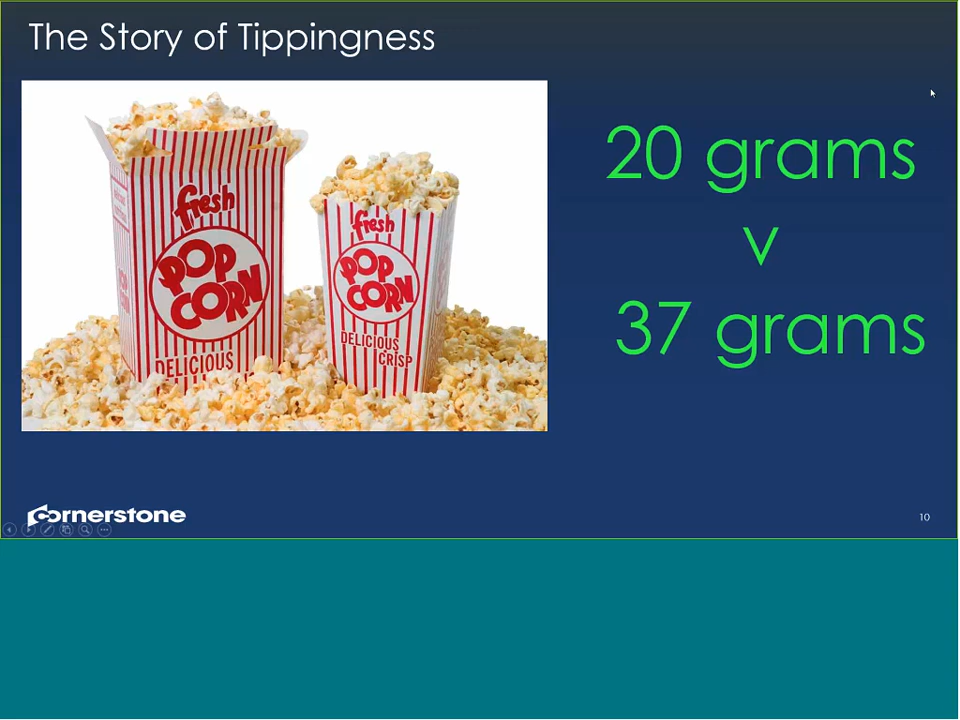 The Story of Tippingness
fresh
POP
CORN
DELICIOUS
fresh
POP
CORN
DELICIOUS
CRISP
20 grams
v
37 grams
Cornerstone
10